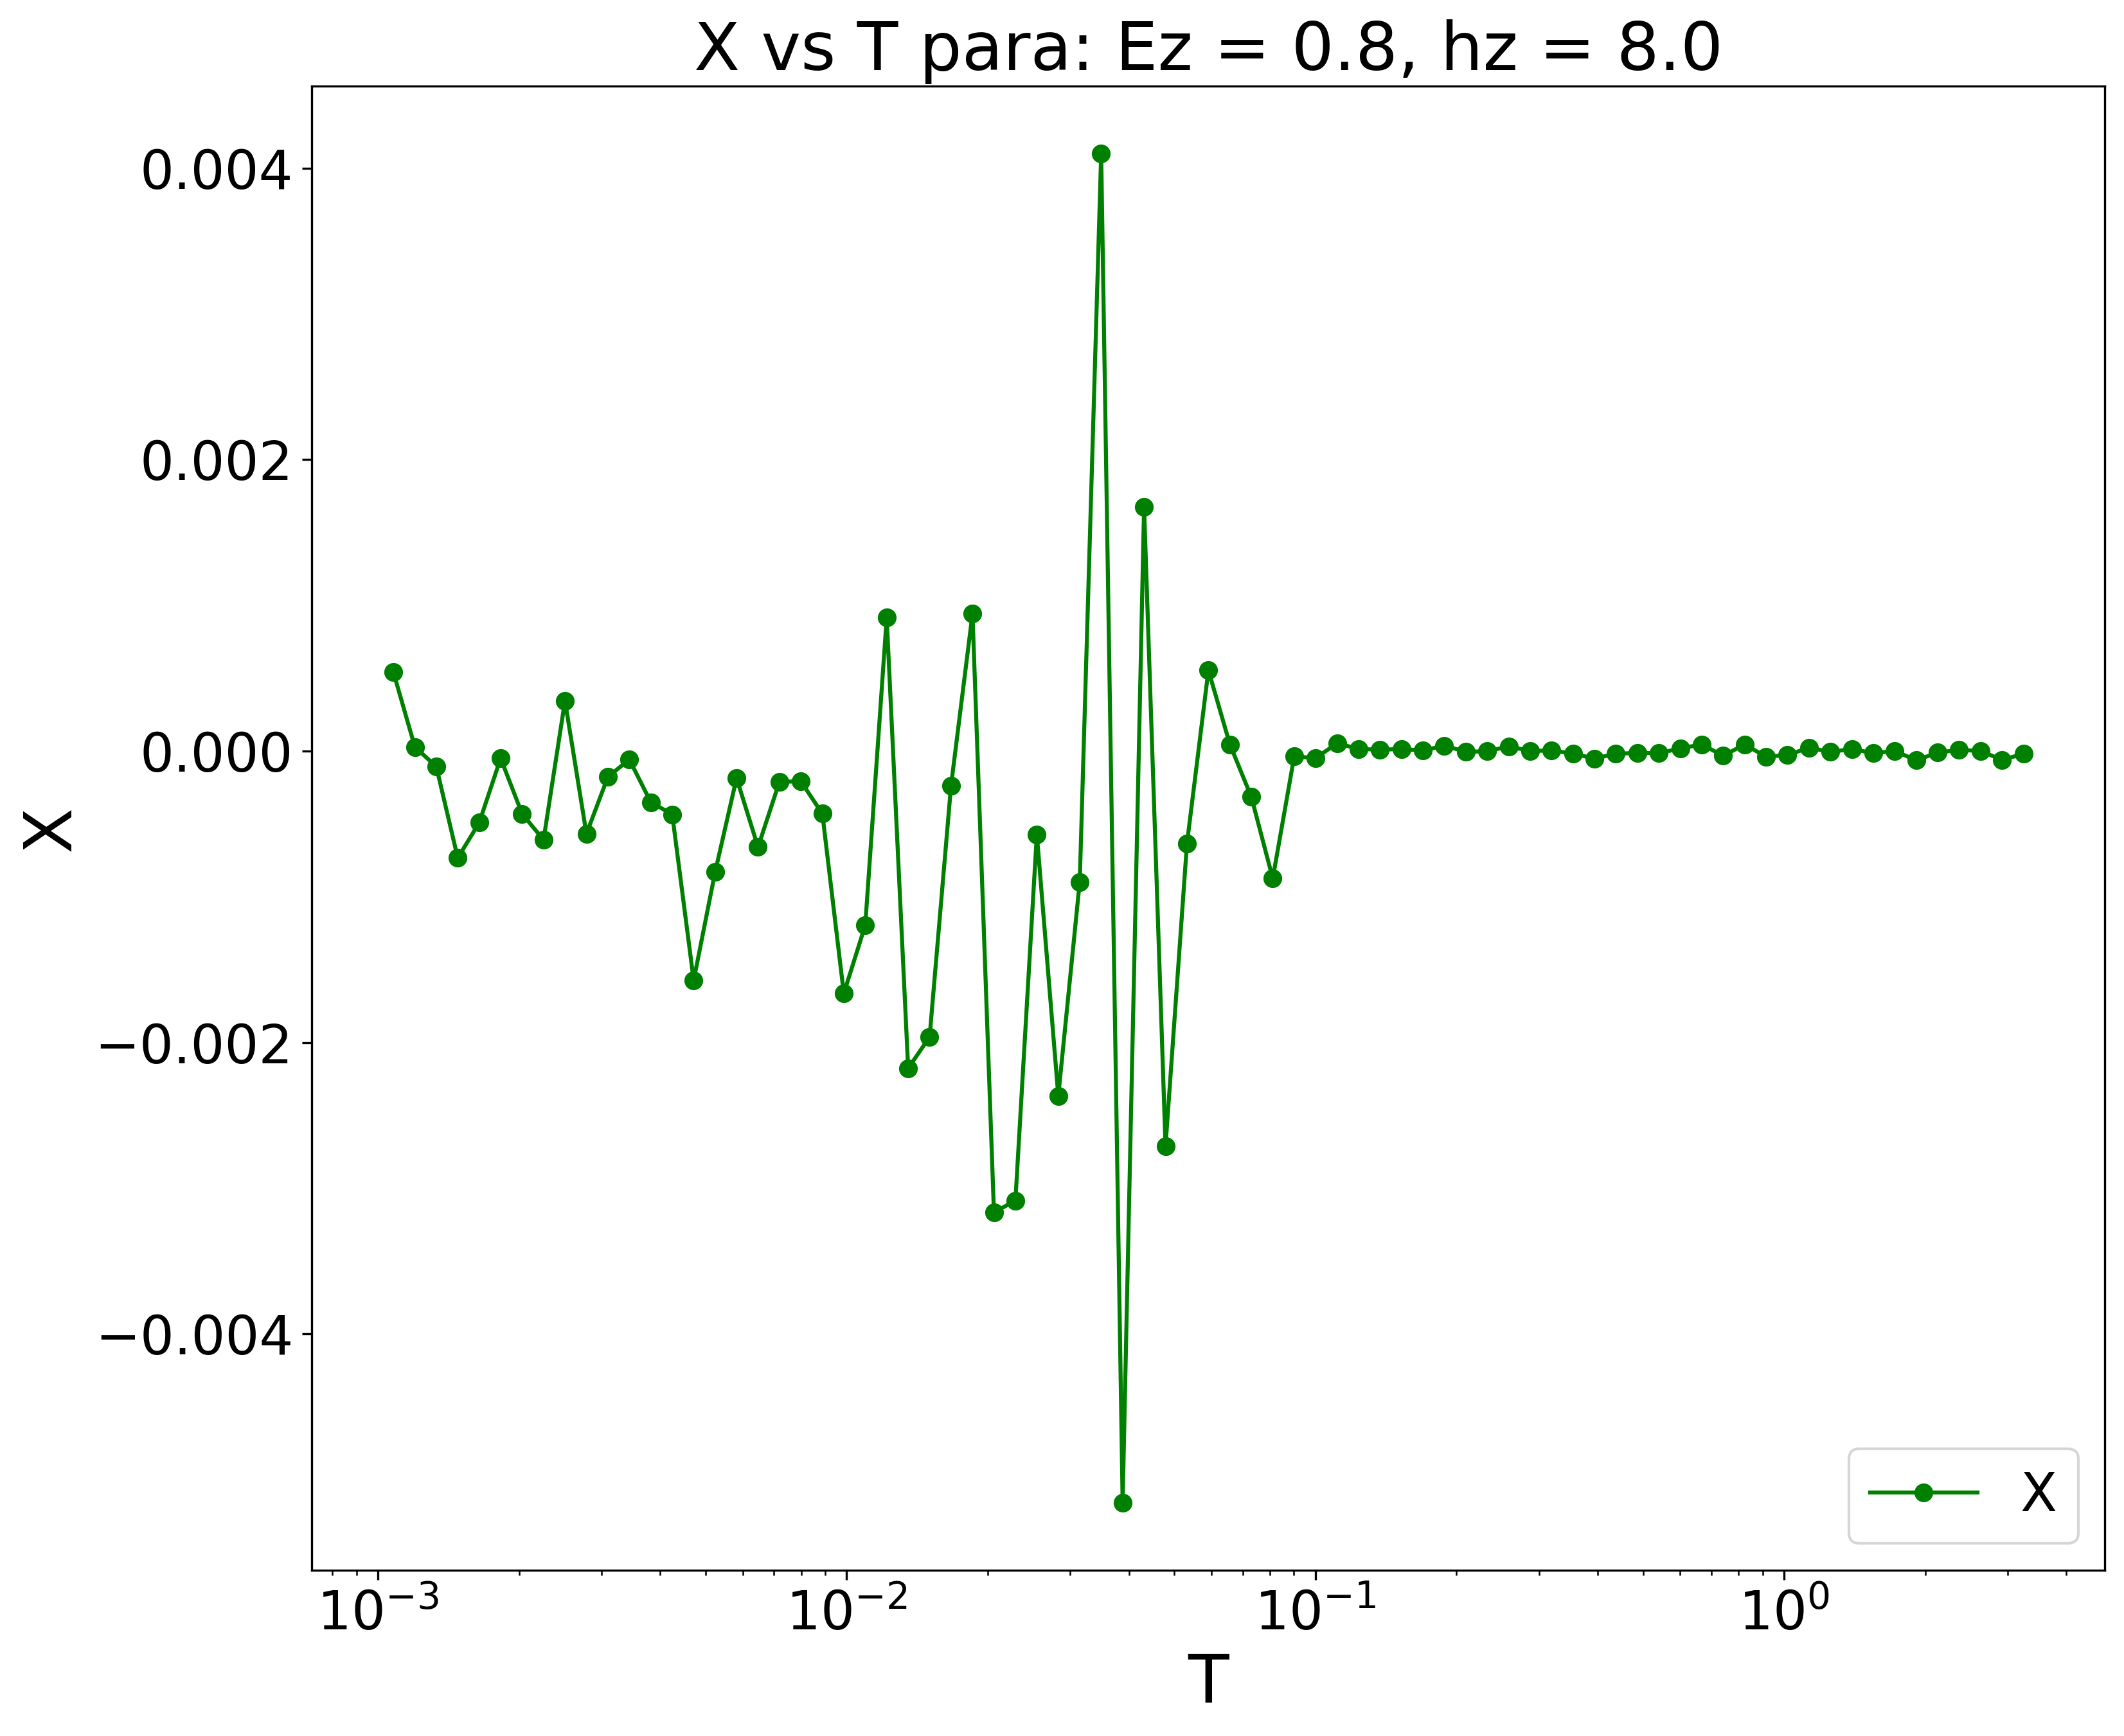 X vs T para: Ez = 0.8, hz = 8.0
0.004
0.002
0.000
−0.002
−0.004
X
X
10⁻³ 10⁻² 10⁻¹ 10⁰
T